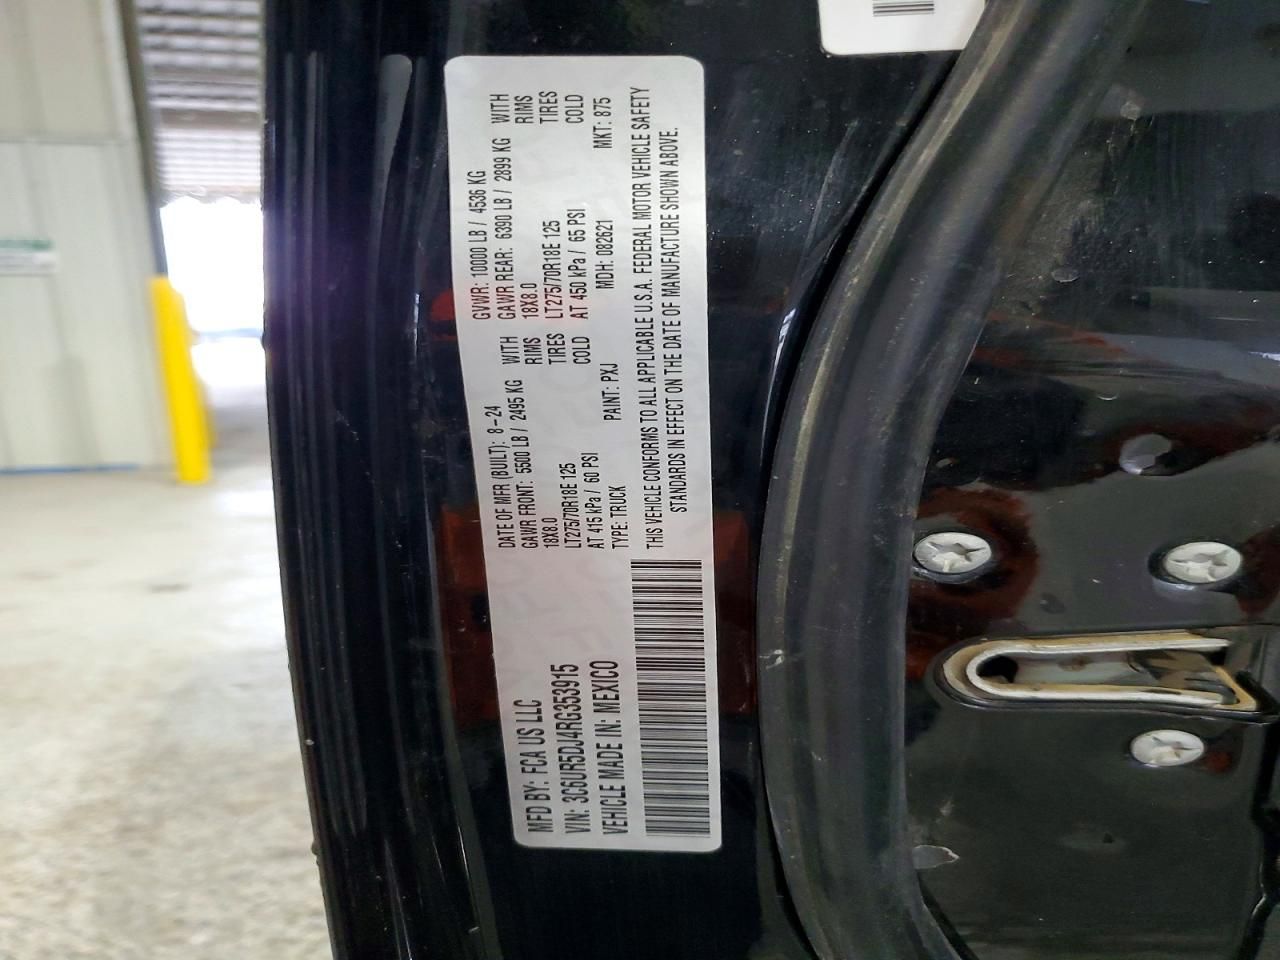 MFD BY: FCA US LLC
VIN: 3C6UR5DJ4RG353915
VEHICLE MADE IN: MEXICO
DATE OF MFR (BUILT): 8-24 GVWR: 10000 LB / 4536 KG
GAWR FRONT: 5500 LB / 2495 KG WITH GAWR REAR: 6390 LB / 2899 KG WITH
18X8.0 RIMS 18X8.0 RIMS
LT275/70R18E 125 TIRES LT275/70R18E 125 TIRES
AT 415 kPa / 60 PSI COLD AT 450 kPa / 65 PSI COLD
TYPE: TRUCK PAINT: PXJ MDH: 082621 MKT: 875
THIS VEHICLE CONFORMS TO ALL APPLICABLE U.S.A. FEDERAL MOTOR VEHICLE SAFETY
STANDARDS IN EFFECT ON THE DATE OF MANUFACTURE SHOWN ABOVE.